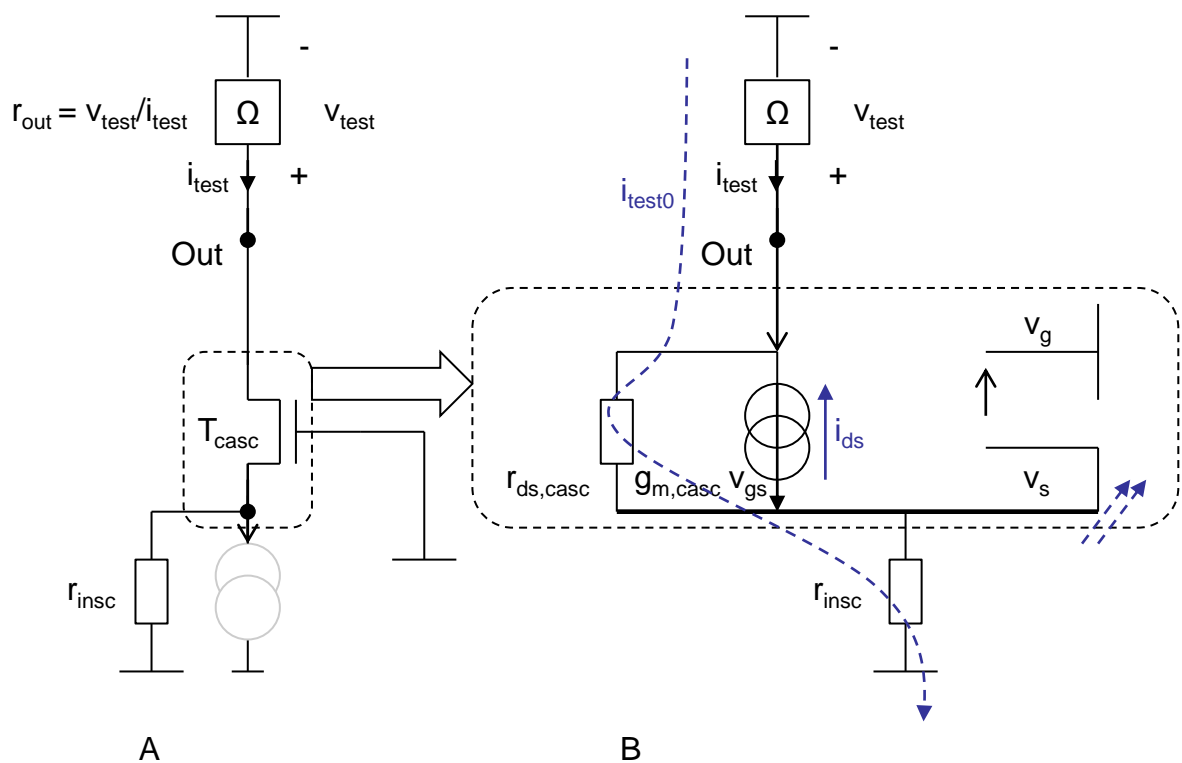 -
r_out = v_test/i_test
Ω
v_test
i_test
+
Out
T_casc
r_insc
A
-
Ω
v_test
i_test
+
i_test0
Out
v_g
i_ds
r_ds,casc
g_m,casc v_gs
v_s
r_insc
B